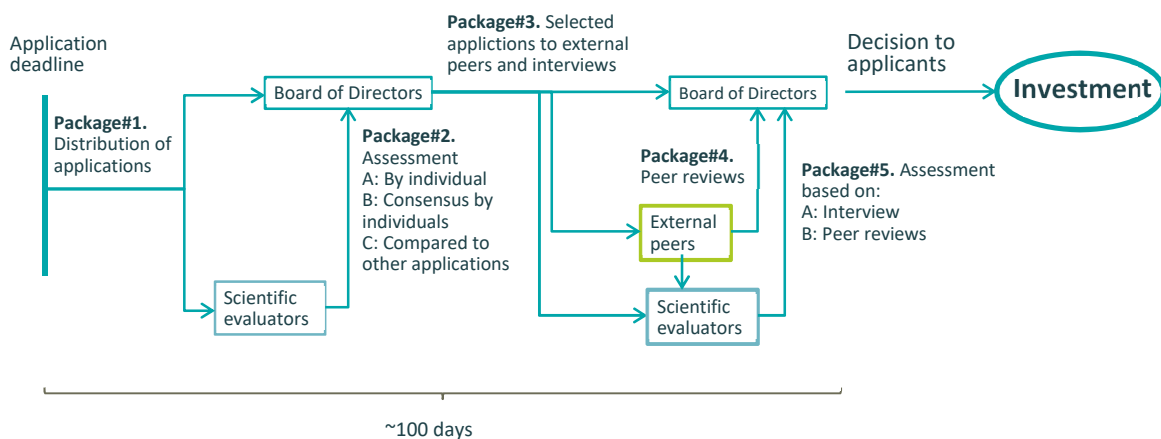 Application
deadline
Package#1.
Distribution of
applications
Board of Directors
Scientific
evaluators
Package#2.
Assessment
A: By individual
B: Consensus by
individuals
C: Compared to
other applications
Package#3. Selected
applictions to external
peers and interviews
Board of Directors
Package#4.
Peer reviews
External
peers
Scientific
evaluators
Package#5. Assessment
based on:
A: Interview
B: Peer reviews
Decision to
applicants
Investment
~100 days